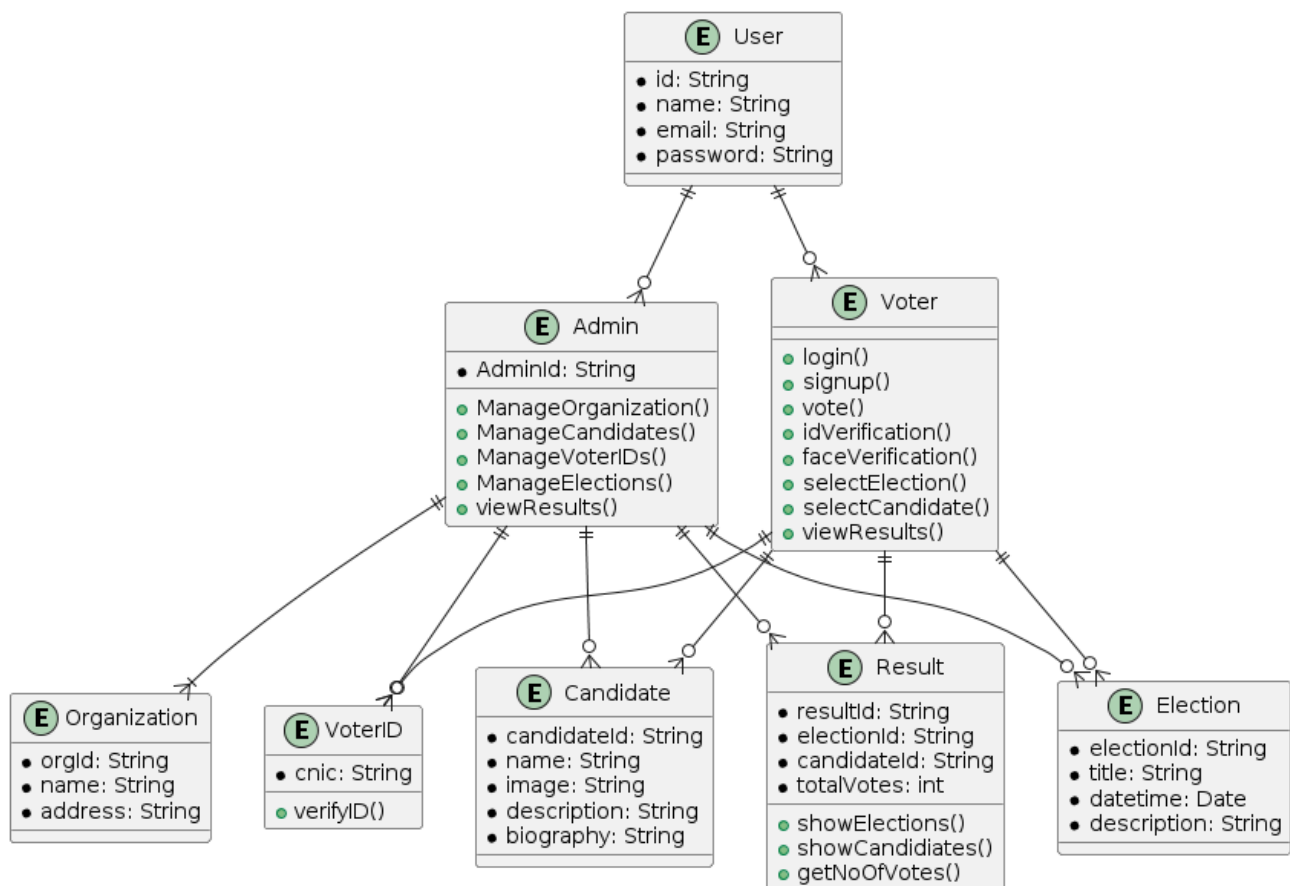 E User
id: String
name: String
email: String
password: String
E Admin
AdminId: String
ManageOrganization()
ManageCandidates()
ManageVoterIDs()
ManageElections()
viewResults()
E Voter
login()
signup()
vote()
idVerification()
faceVerification()
selectElection()
selectCandidate()
viewResults()
E Organization
orgId: String
name: String
address: String
E VoterID
cnic: String
verifyID()
E Candidate
candidateId: String
name: String
image: String
description: String
biography: String
E Result
resultId: String
electionId: String
candidateId: String
totalVotes: int
showElections()
showCandidiates()
getNoOfVotes()
E Election
electionId: String
title: String
datetime: Date
description: String